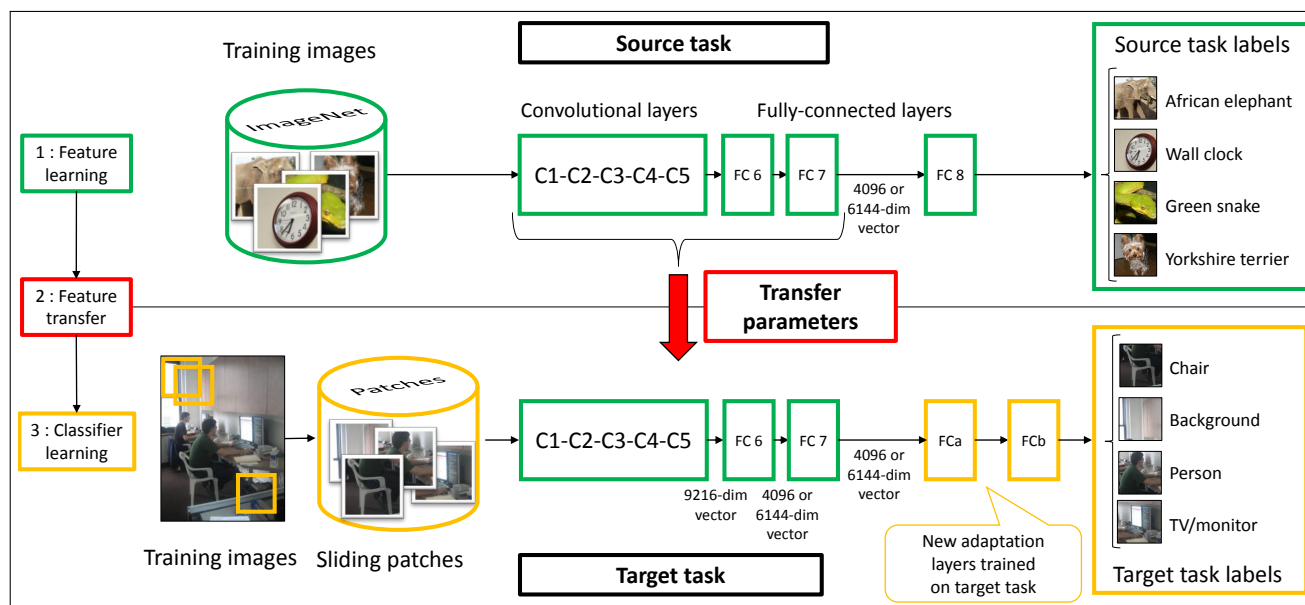 Source task
Training images
Source task labels
ImageNet
Convolutional layers
Fully-connected layers
African elephant
1 : Feature
learning
C1-C2-C3-C4-C5
FC 6
FC 7
4096 or
6144-dim
vector
FC 8
Wall clock
Green snake
Yorkshire terrier
2 : Feature
transfer
Transfer
parameters
3 : Classifier
learning
Patches
C1-C2-C3-C4-C5
FC 6
FC 7
FCa
FCb
Chair
Background
Person
TV/monitor
9216-dim
vector
4096 or
6144-dim
vector
4096 or
6144-dim
vector
Training images
Sliding patches
Target task
New adaptation
layers trained
on target task
Target task labels